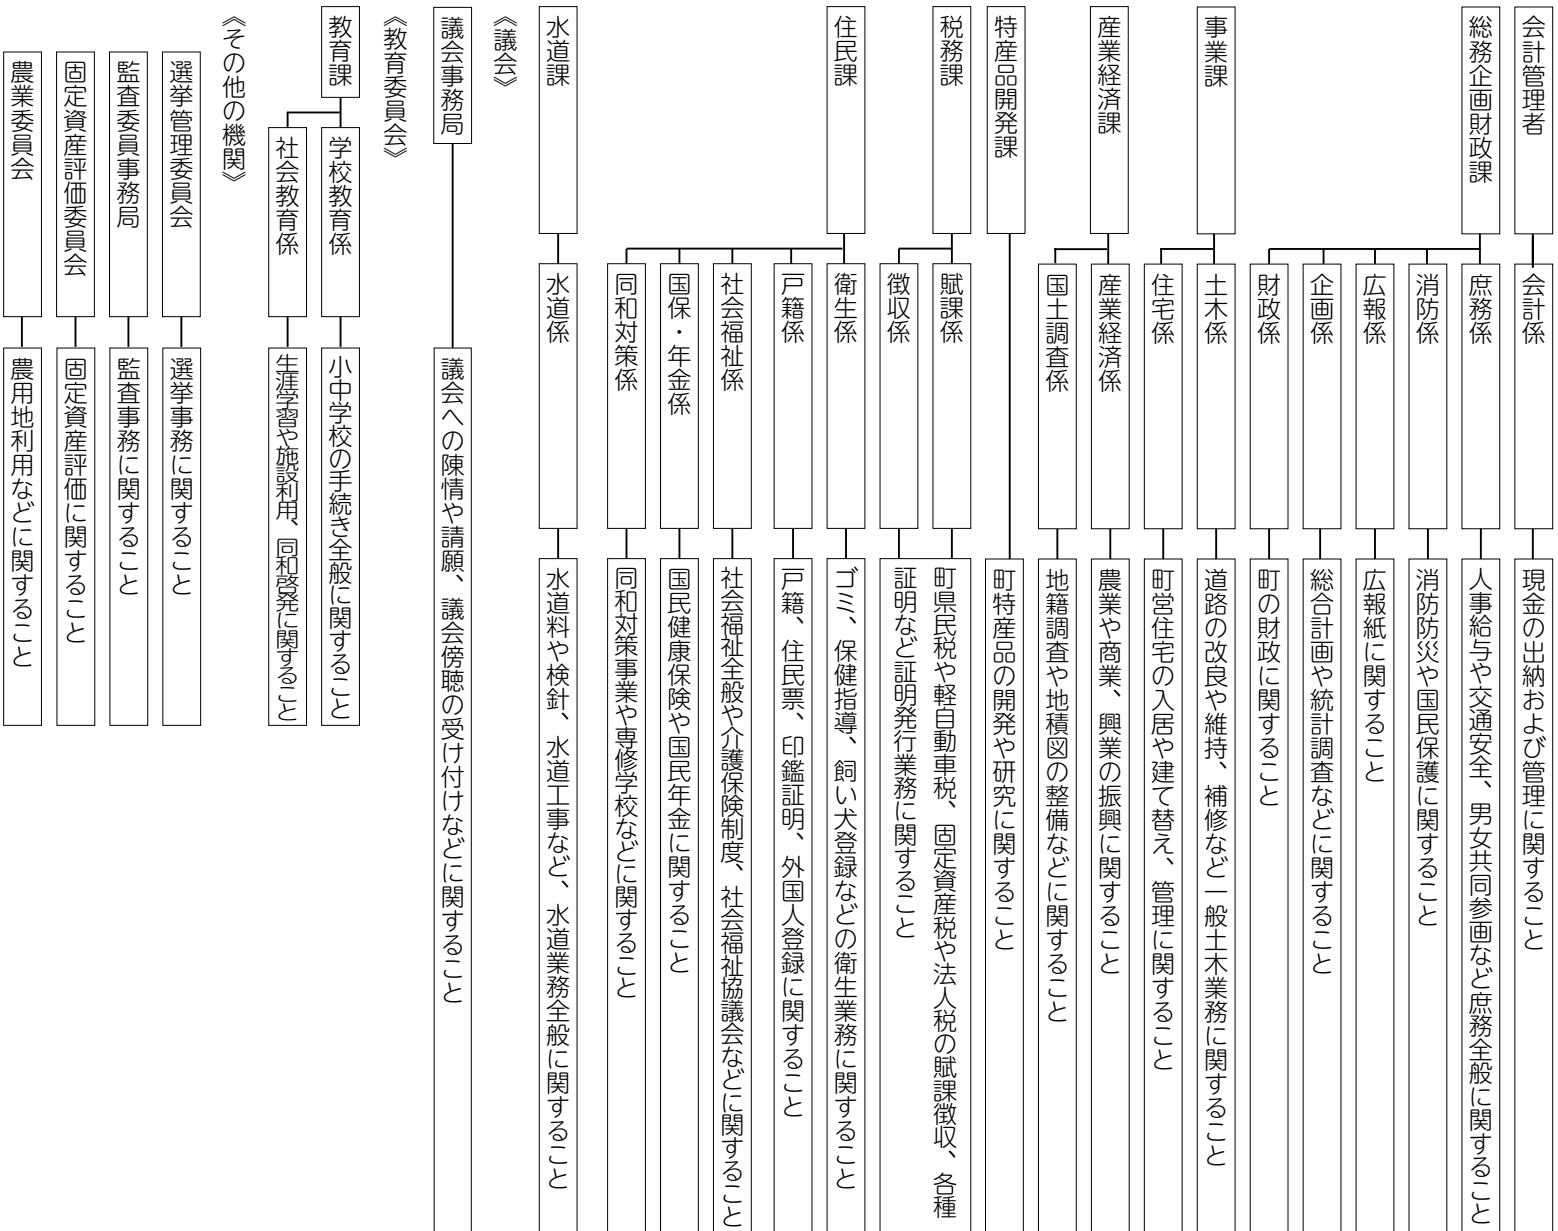 会計管理者
会計係
現金の出納および管理に関すること
総務企画財政課
庶務係
人事給与や交通安全、男女共同参画など庶務全般に関すること
消防係
消防防災や国民保護に関すること
広報係
広報紙に関すること
企画係
総合計画や統計調査などに関すること
財政係
町の財政に関すること
事業課
土木係
道路の改良や維持、補修など一般土木業務に関すること
住宅係
町営住宅の入居や建て替え、管理に関すること
産業経済課
産業経済係
農業や商業、興業の振興に関すること
国土調査係
地籍調査や地積図の整備などに関すること
特産品開発課
町特産品の開発や研究に関すること
税務課
賦課係
徴収係
町県民税や軽自動車税、固定資産税や法人税の賦課徴収、各種
証明など証明発行業務に関すること
住民課
衛生係
ゴミ、保健指導、飼い犬登録などの衛生業務に関すること
戸籍係
戸籍、住民票、印鑑証明、外国人登録に関すること
社会福祉係
社会福祉全般や介護保険制度、社会福祉協議会などに関すること
国保・年金係
国民健康保険や国民年金に関すること
同和対策係
同和対策事業や専修学校などに関すること
水道課
水道係
水道料や検針、水道工事など、水道業務全般に関すること
《議会》
議会事務局
議会への陳情や請願、議会傍聴の受け付けなどに関すること
《教育委員会》
教育課
学校教育係
小中学校の手続き全般に関すること
社会教育係
生涯学習や施設利用、同和啓発に関すること
《その他の機関》
選挙管理委員会
選挙事務に関すること
監査委員事務局
監査事務に関すること
固定資産評価委員会
固定資産評価に関すること
農業委員会
農用地利用などに関すること